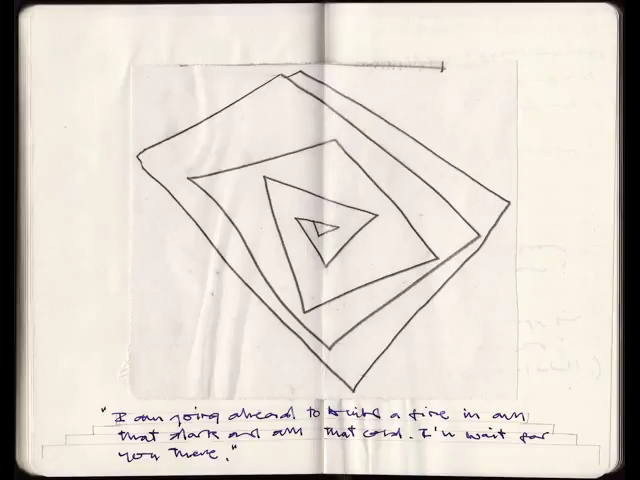 "I am going ahead to build a fire in all
that dark and all that cold. I'll wait for
you there."